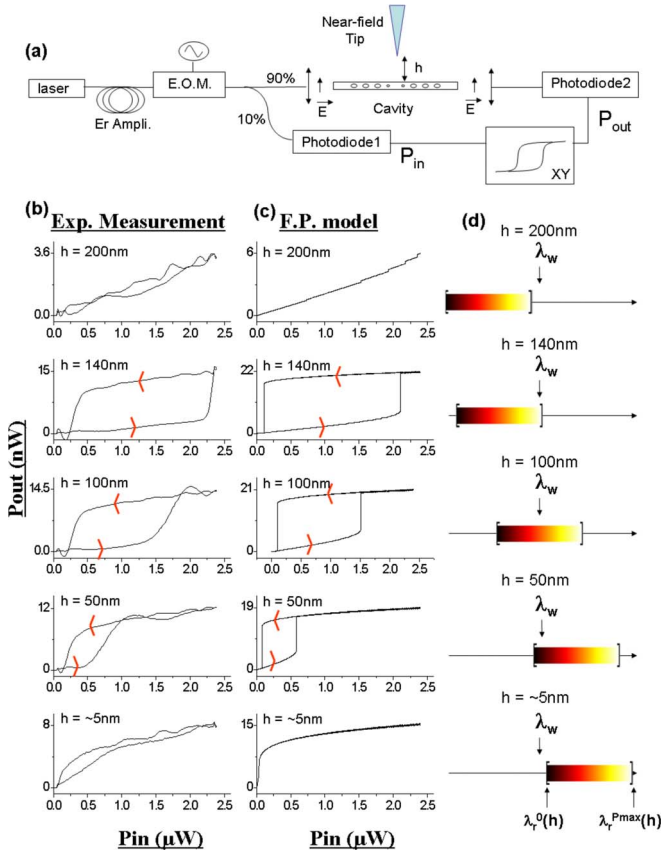 (a)
Near-field
Tip
h
laser
Er Ampli.
E.O.M.
90%
10%
E
Cavity
E
Photodiode1
Pin
Photodiode2
Pout
XY
(b)
Exp. Measurement
(c)
F.P. model
(d)
Pout (nW)
h = 200nm
3.6
0.0
0.0 0.5 1.0 1.5 2.0 2.5
h = 140nm
15
0
0.0 0.5 1.0 1.5 2.0 2.5
h = 100nm
14.5
0.0
0.0 0.5 1.0 1.5 2.0 2.5
h = 50nm
12
0
0.0 0.5 1.0 1.5 2.0 2.5
h = ~5nm
8
0
0.0 0.5 1.0 1.5 2.0 2.5
Pin (µW)
h = 200nm
6
0
0.0 0.5 1.0 1.5 2.0 2.5
h = 140nm
22
0
0.0 0.5 1.0 1.5 2.0 2.5
h = 100nm
21
0
0.0 0.5 1.0 1.5 2.0 2.5
h = 50nm
19
0
0.0 0.5 1.0 1.5 2.0 2.5
h = ~5nm
15
0
0.0 0.5 1.0 1.5 2.0 2.5
Pin (µW)
h = 200nm
λw
h = 140nm
λw
h = 100nm
λw
h = 50nm
λw
h = ~5nm
λw
λr⁰(h)
λrPmax(h)